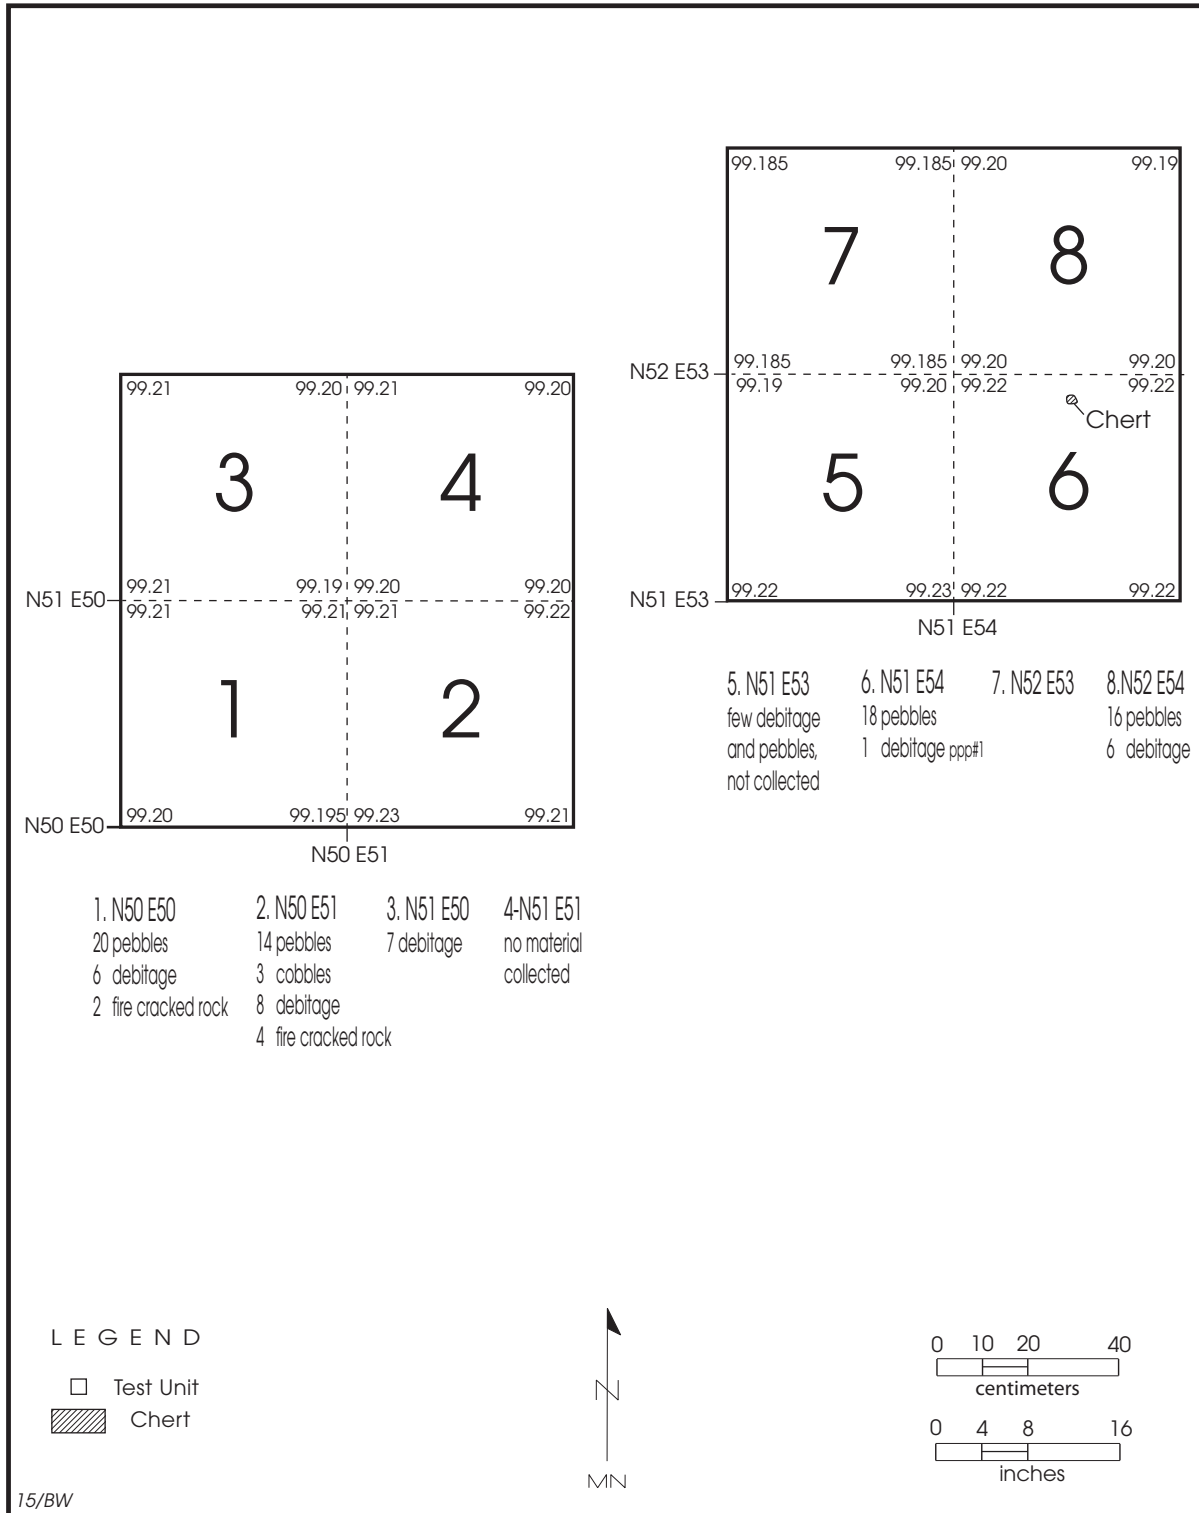 99.185 99.185 99.20 99.19
7 8
99.185 99.185 99.20 99.20
N52 E53
99.19 99.20 99.22 99.22
Chert
5 6
99.22 99.23 99.22 99.22
N51 E53
N51 E54
99.21 99.20 99.21 99.20
3 4
99.21 99.19 99.20 99.20
N51 E50
99.21 99.21 99.21 99.22
1 2
99.20 99.195 99.23 99.21
N50 E50
N50 E51
5. N51 E53
few debitage
and pebbles,
not collected
6. N51 E54
18 pebbles
1 debitage ppp#1
7. N52 E53
8.N52 E54
16 pebbles
6 debitage
1. N50 E50
20 pebbles
6 debitage
2 fire cracked rock
2. N50 E51
14 pebbles
3 cobbles
8 debitage
4 fire cracked rock
3. N51 E50
7 debitage
4-N51 E51
no material
collected
LEGEND
Test Unit
Chert
N
MN
0 10 20 40
centimeters
0 4 8 16
inches
15/BW